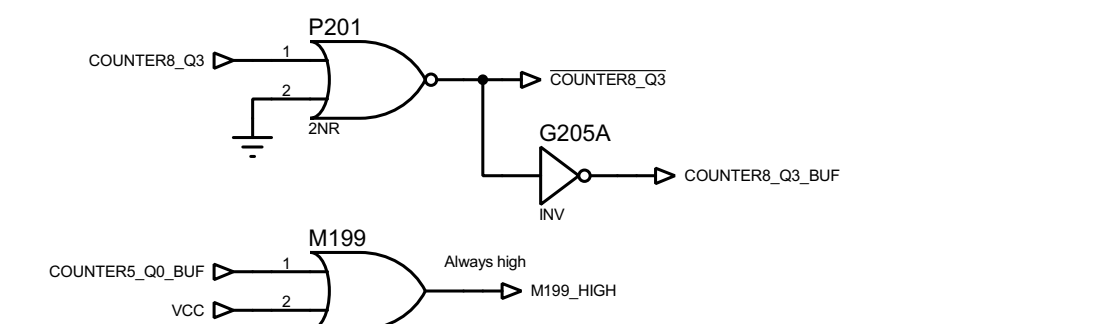 P201
COUNTER8_Q3
1
2
2NR
COUNTER8_Q3
G205A
COUNTER8_Q3_BUF
INV
M199
COUNTER5_Q0_BUF
1
Always high
M199_HIGH
VCC
2